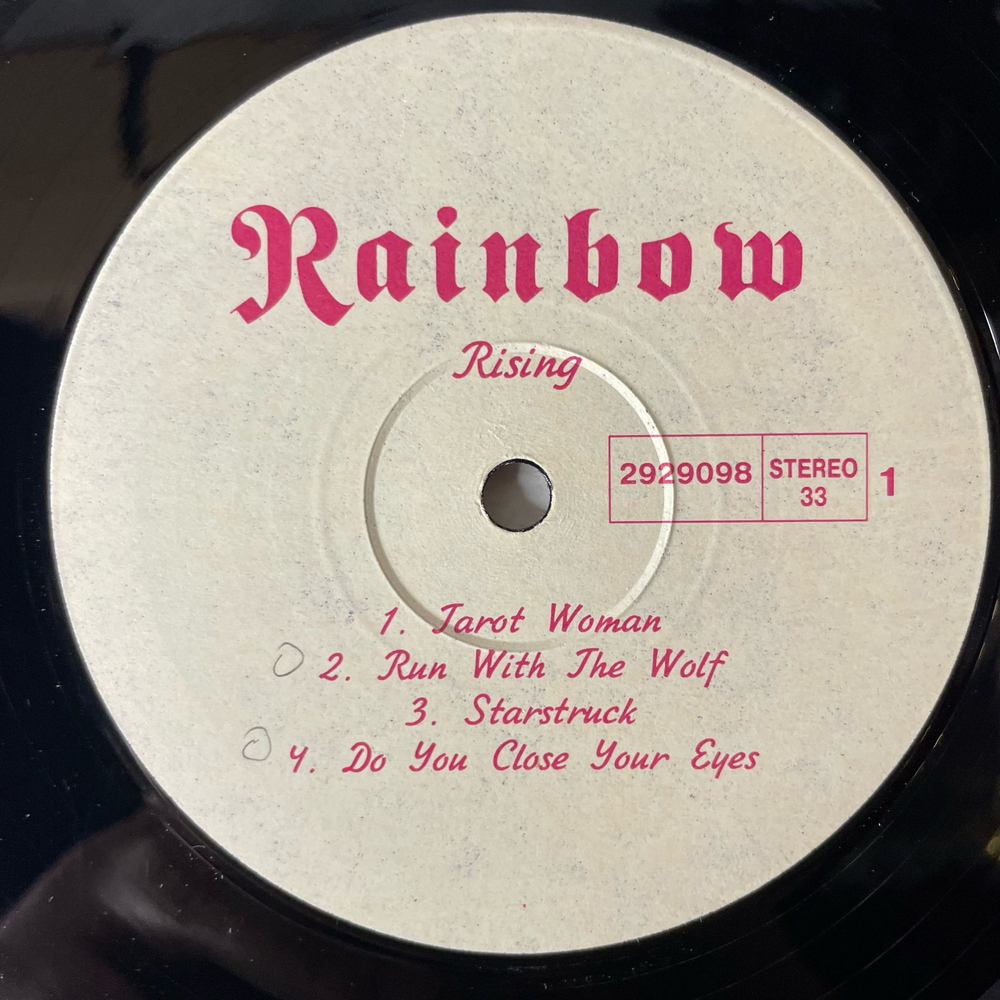 Rainbow
Rising
2929098 STEREO 33 1
1. Tarot Woman
2. Run With The Wolf
3. Starstruck
4. Do You Close Your Eyes